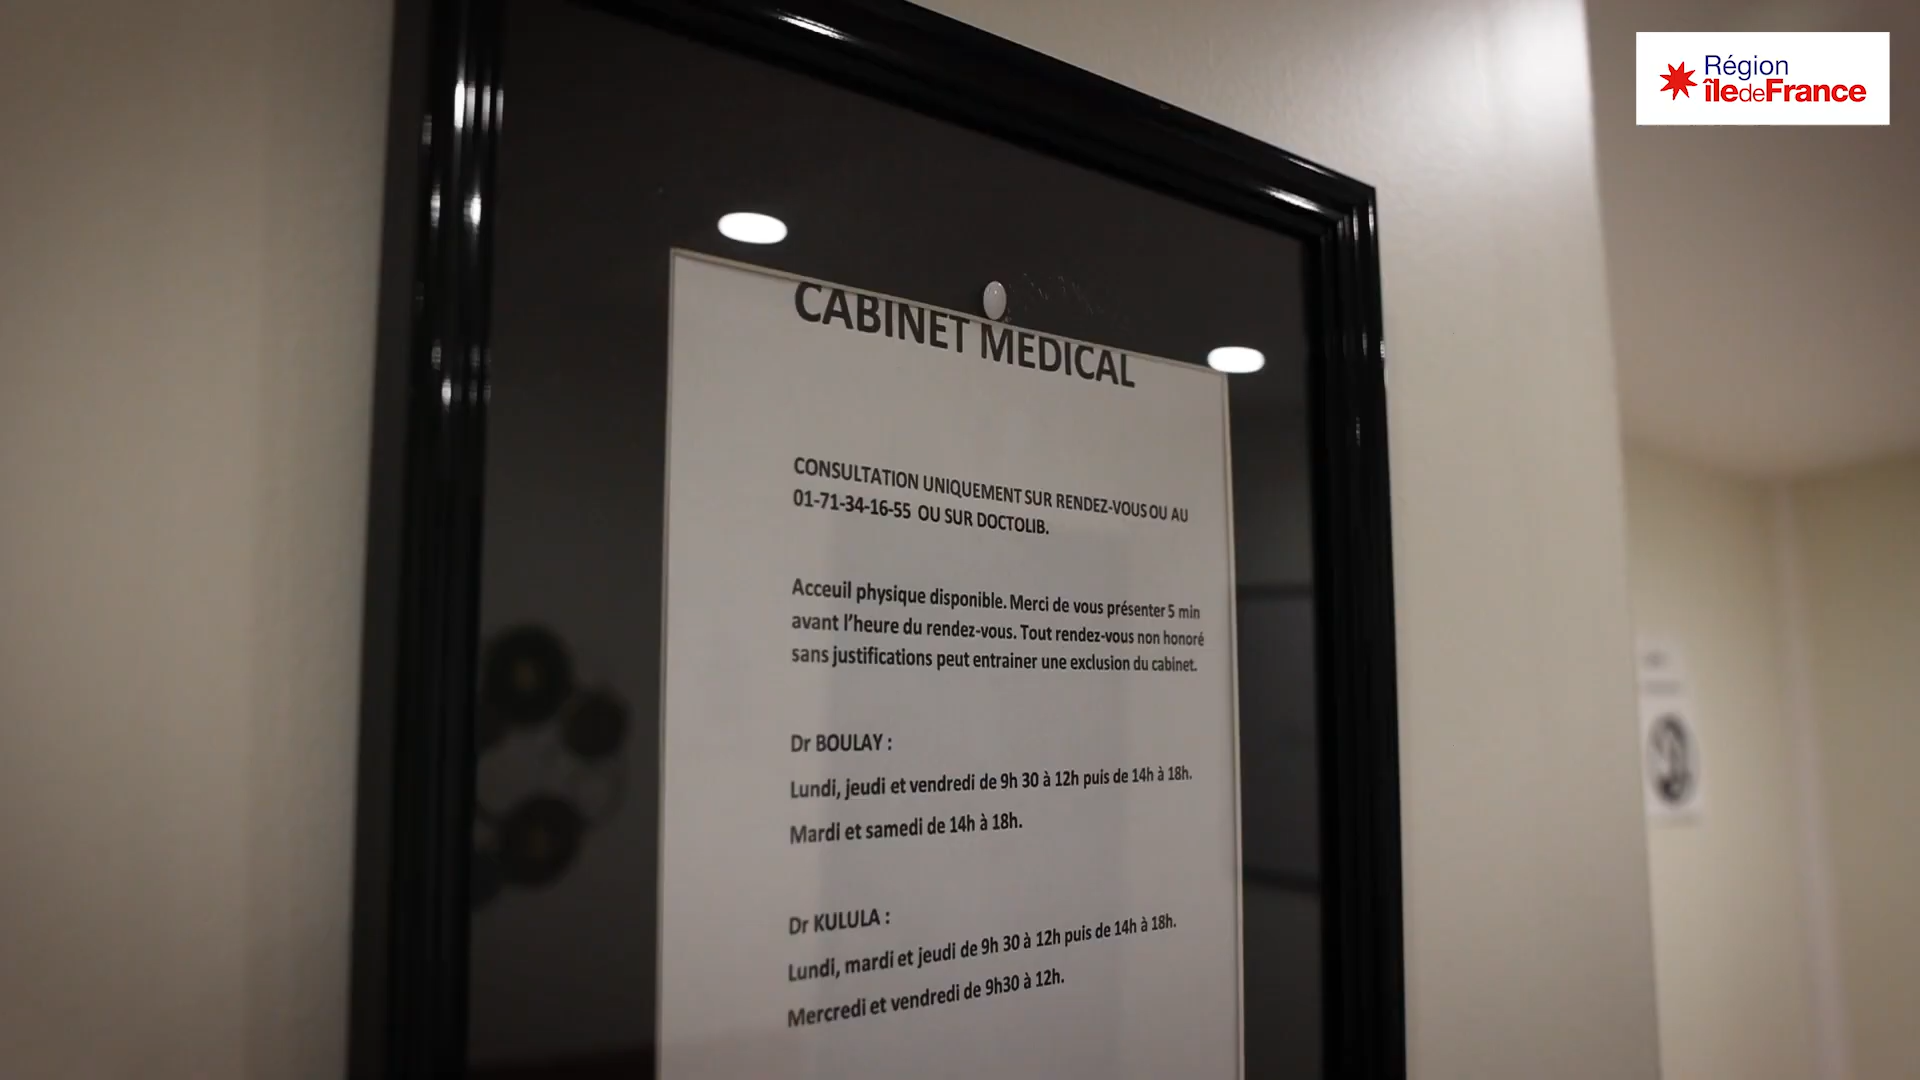 Région
île de France
CABINET MEDICAL
CONSULTATION UNIQUEMENT SUR RENDEZ-VOUS OU AU
01-71-34-16-55 OU SUR DOCTOLIB.
Acceuil physique disponible. Merci de vous présenter 5 min
avant l'heure du rendez-vous. Tout rendez-vous non honoré
sans justifications peut entrainer une exclusion du cabinet.
Dr BOULAY :
Lundi, jeudi et vendredi de 9h 30 à 12h puis de 14h à 18h.
Mardi et samedi de 14h à 18h.
Dr KULULA :
Lundi, mardi et jeudi de 9h 30 à 12h puis de 14h à 18h.
Mercredi et vendredi de 9h30 à 12h.